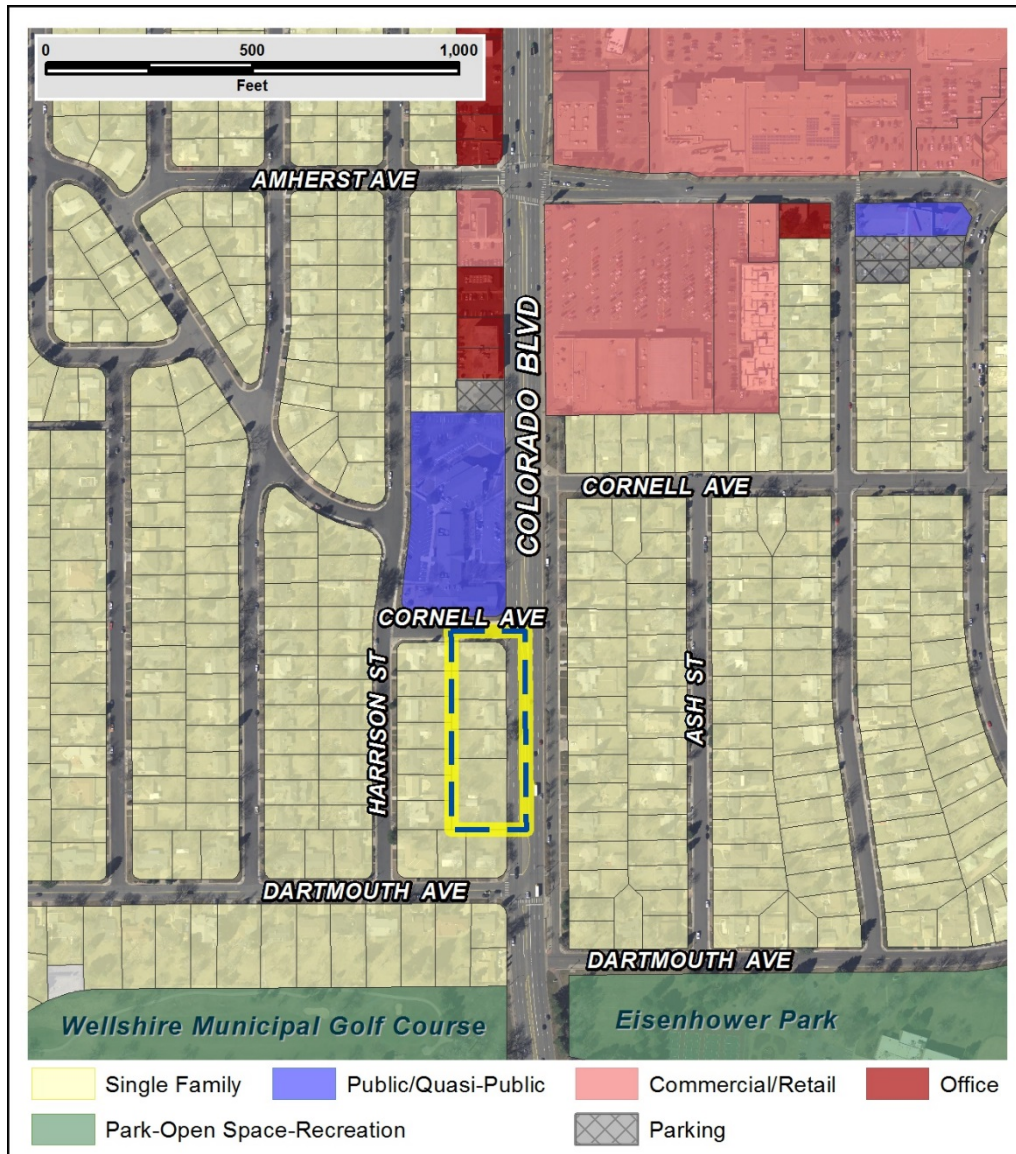 0 500 1,000
Feet
AMHERST AVE
COLORADO BLVD
CORNELL AVE
CORNELL AVE
HARRISON ST
ASH ST
DARTMOUTH AVE
DARTMOUTH AVE
Wellshire Municipal Golf Course
Eisenhower Park
Single Family
Public/Quasi-Public
Commercial/Retail
Office
Park-Open Space-Recreation
Parking